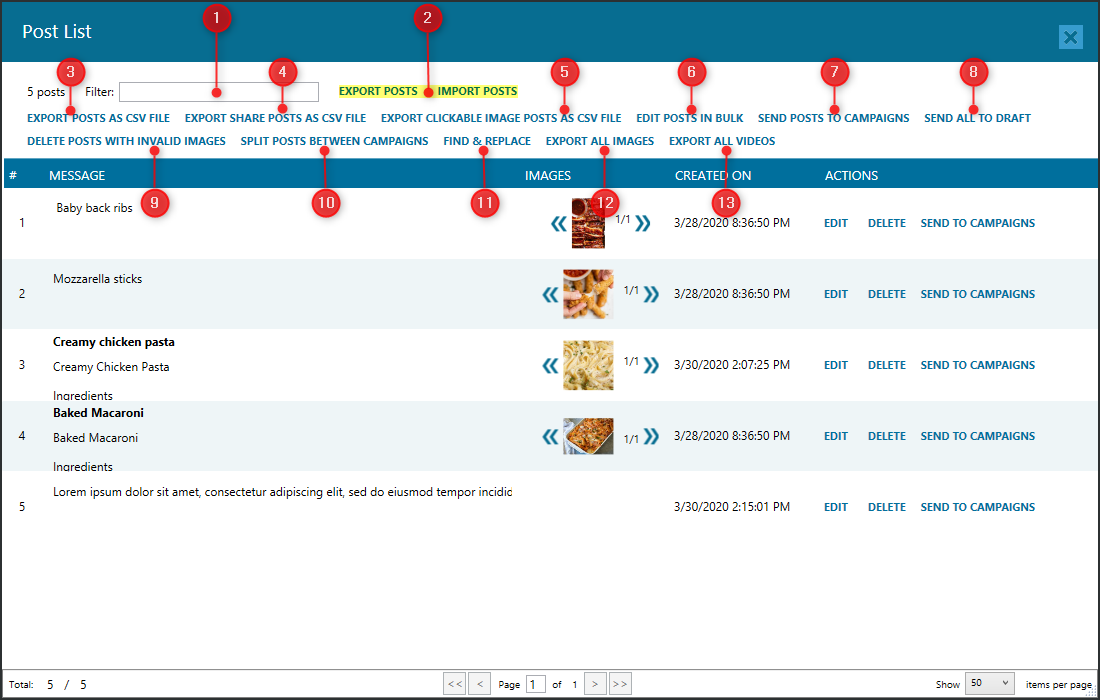 Post List
1
2
3
4
5
6
7
8
5 posts Filter: EXPORT POSTS IMPORT POSTS
EXPORT POSTS AS CSV FILE EXPORT SHARE POSTS AS CSV FILE EXPORT CLICKABLE IMAGE POSTS AS CSV FILE EDIT POSTS IN BULK SEND POSTS TO CAMPAIGNS SEND ALL TO DRAFT
DELETE POSTS WITH INVALID IMAGES SPLIT POSTS BETWEEN CAMPAIGNS FIND & REPLACE EXPORT ALL IMAGES EXPORT ALL VIDEOS
# MESSAGE IMAGES CREATED ON ACTIONS
9
10
11
12
13
1 Baby back ribs 1/1 3/28/2020 8:36:50 PM EDIT DELETE SEND TO CAMPAIGNS
2 Mozzarella sticks 1/1 3/28/2020 8:36:50 PM EDIT DELETE SEND TO CAMPAIGNS
Creamy chicken pasta
3 Creamy Chicken Pasta 1/1 3/30/2020 2:07:25 PM EDIT DELETE SEND TO CAMPAIGNS
Ingredients
Baked Macaroni
4 Baked Macaroni 1/1 3/28/2020 8:36:50 PM EDIT DELETE SEND TO CAMPAIGNS
Ingredients
Lorem ipsum dolor sit amet, consectetur adipiscing elit, sed do eiusmod tempor incidic
5 3/30/2020 2:15:01 PM EDIT DELETE SEND TO CAMPAIGNS
Total: 5 / 5 << < Page 1 of 1 > >> Show 50 items per page